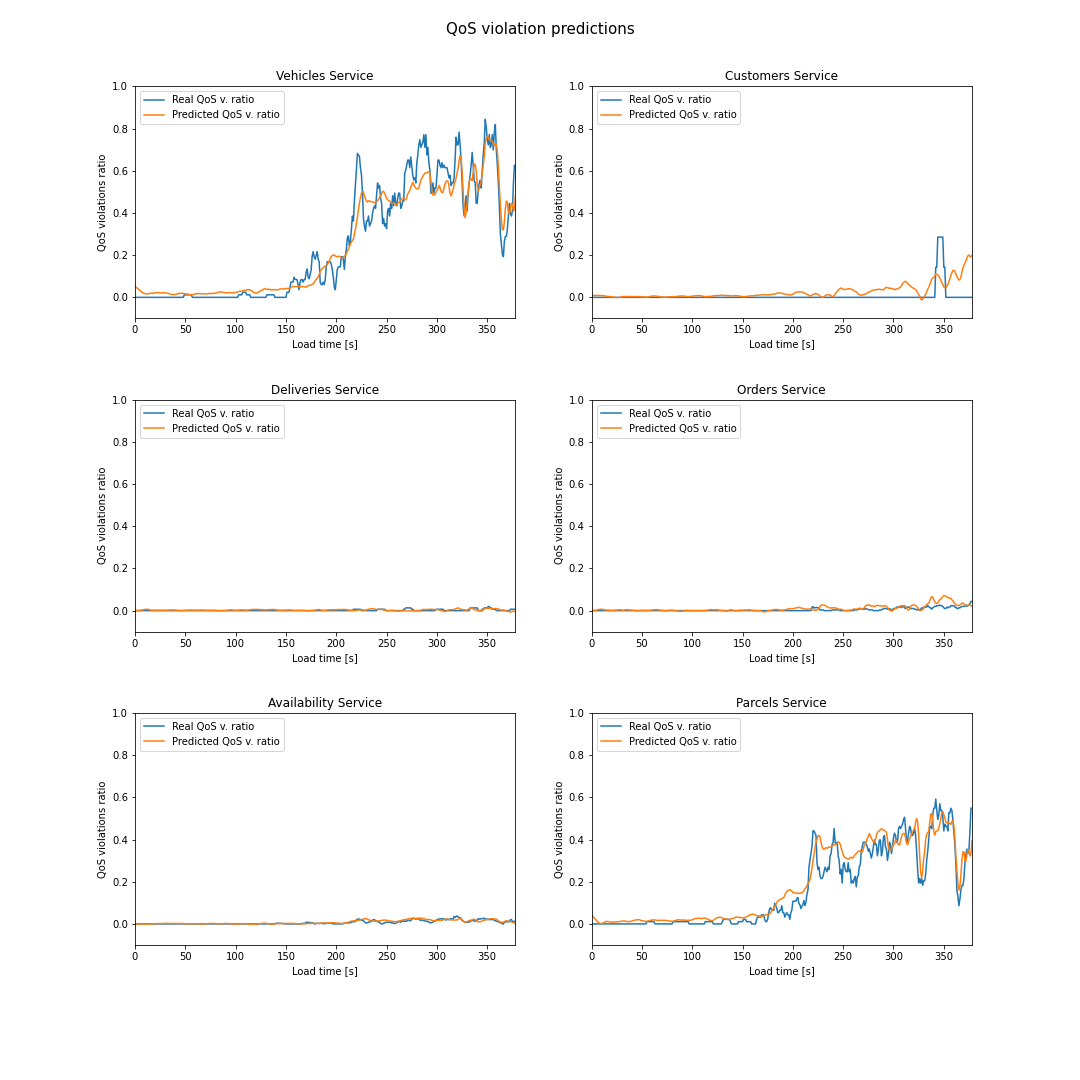 QoS violation predictions
Vehicles Service
Real QoS v. ratio
Predicted QoS v. ratio
QoS violations ratio
1.0
0.8
0.6
0.4
0.2
0.0
0 50 100 150 200 250 300 350
Load time [s]
Customers Service
Real QoS v. ratio
Predicted QoS v. ratio
QoS violations ratio
1.0
0.8
0.6
0.4
0.2
0.0
0 50 100 150 200 250 300 350
Load time [s]
Deliveries Service
Real QoS v. ratio
Predicted QoS v. ratio
QoS violations ratio
1.0
0.8
0.6
0.4
0.2
0.0
0 50 100 150 200 250 300 350
Load time [s]
Orders Service
Real QoS v. ratio
Predicted QoS v. ratio
QoS violations ratio
1.0
0.8
0.6
0.4
0.2
0.0
0 50 100 150 200 250 300 350
Load time [s]
Availability Service
Real QoS v. ratio
Predicted QoS v. ratio
QoS violations ratio
1.0
0.8
0.6
0.4
0.2
0.0
0 50 100 150 200 250 300 350
Load time [s]
Parcels Service
Real QoS v. ratio
Predicted QoS v. ratio
QoS violations ratio
1.0
0.8
0.6
0.4
0.2
0.0
0 50 100 150 200 250 300 350
Load time [s]